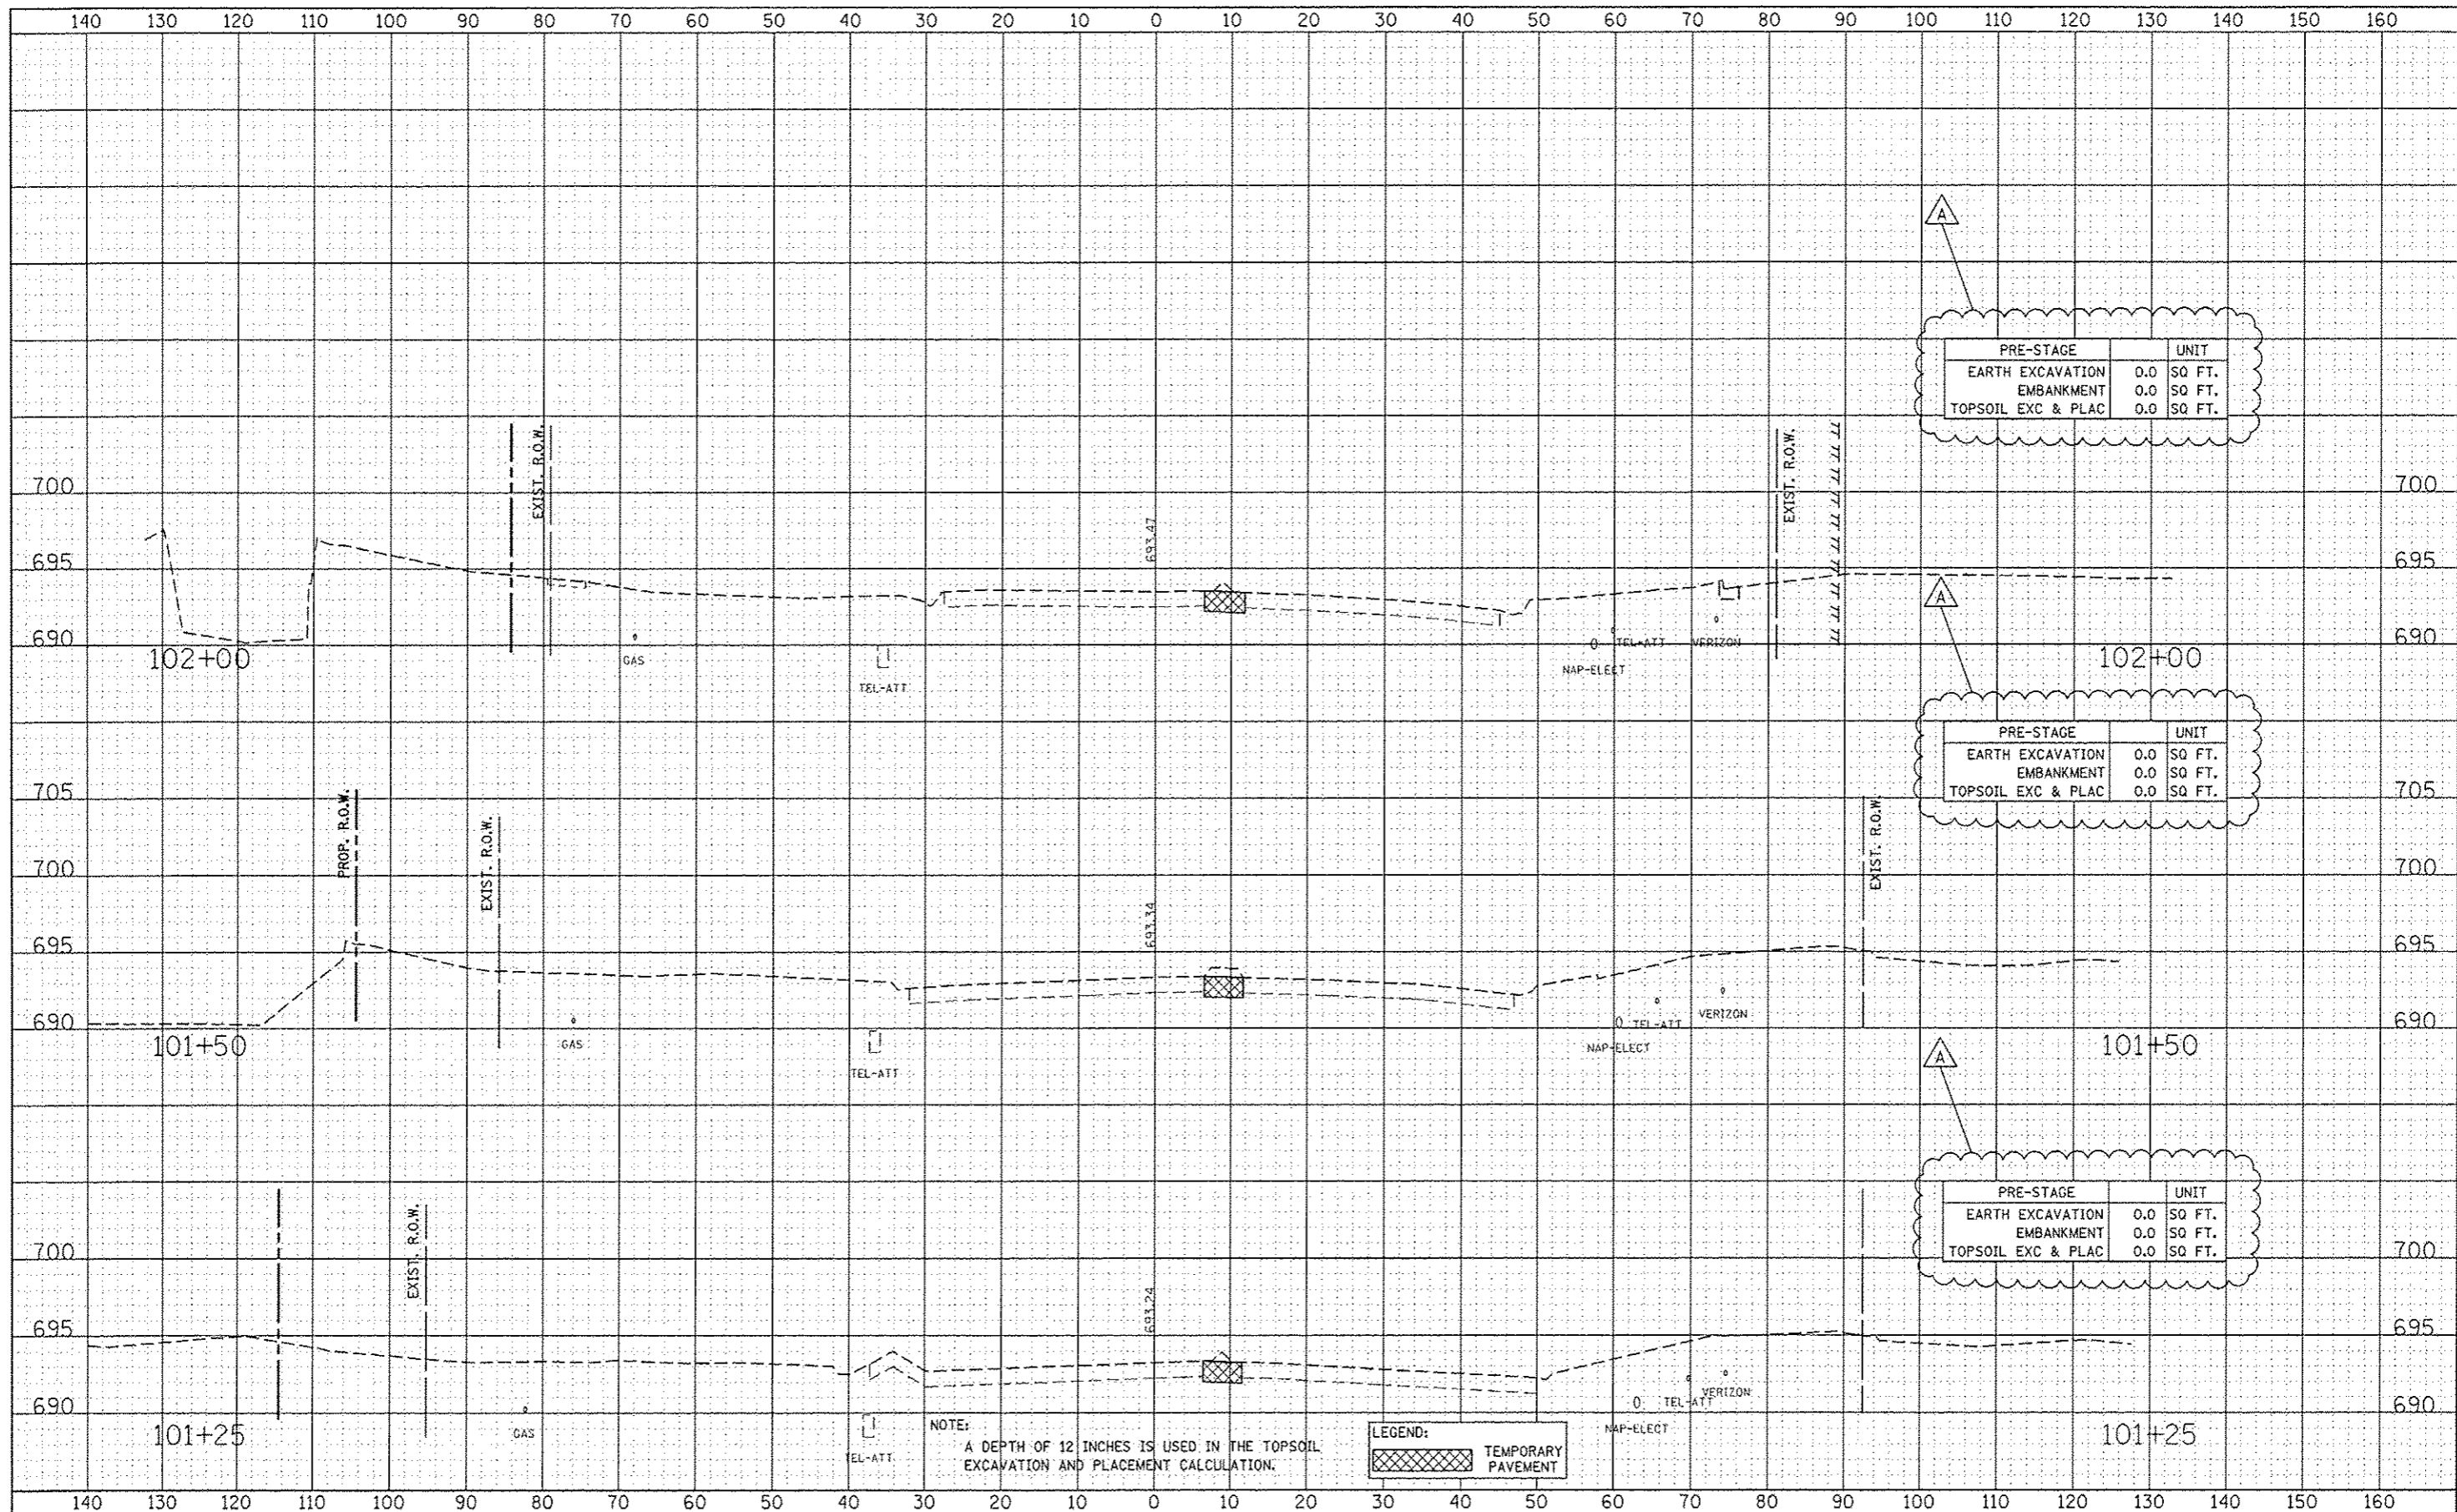 140 130 120 110 100 90 80 70 60 50 40 30 20 10 0 10 20 30 40 50 60 70 80 90 100 110 120 130 140 150 160
A
PRE-STAGE UNIT
EARTH EXCAVATION 0.0 SQ FT.
EMBANKMENT 0.0 SQ FT.
TOPSOIL EXC & PLAC 0.0 SQ FT.
EXIST. R.O.W.
EXIST. R.O.W.
700 700
693.47
695 695
A
690 690
102+00 GAS TEL-ATT NAP-ELECT TEL-ATT VERIZON 102+00
PRE-STAGE UNIT
EARTH EXCAVATION 0.0 SQ FT.
EMBANKMENT 0.0 SQ FT.
TOPSOIL EXC & PLAC 0.0 SQ FT.
705 705
PROP. R.O.W.
EXIST. R.O.W.
EXIST. R.O.W.
700 700
693.34
695 695
690 690
101+50 GAS TEL-ATT NAP-ELECT TEL-ATT VERIZON 101+50
A
PRE-STAGE UNIT
EARTH EXCAVATION 0.0 SQ FT.
EMBANKMENT 0.0 SQ FT.
TOPSOIL EXC & PLAC 0.0 SQ FT.
EXIST. R.O.W.
700 700
693.24
695 695
690 690
101+25 GAS TEL-ATT NAP-ELECT TEL-ATT VERIZON 101+25
NOTE:
A DEPTH OF 12 INCHES IS USED IN THE TOPSOIL
EXCAVATION AND PLACEMENT CALCULATION.
LEGEND:
TEMPORARY
PAVEMENT
140 130 120 110 100 90 80 70 60 50 40 30 20 10 0 10 20 30 40 50 60 70 80 90 100 110 120 130 140 150 160